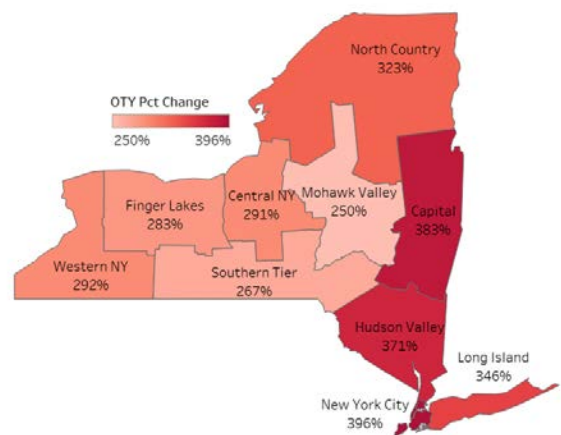 North Country
323%
OTY Pct Change
250% 396%
Finger Lakes
283%
Central NY
291%
Mohawk Valley
250%
Capital
383%
Western NY
292%
Southern Tier
267%
Hudson Valley
371%
Long Island
346%
New York City
396%